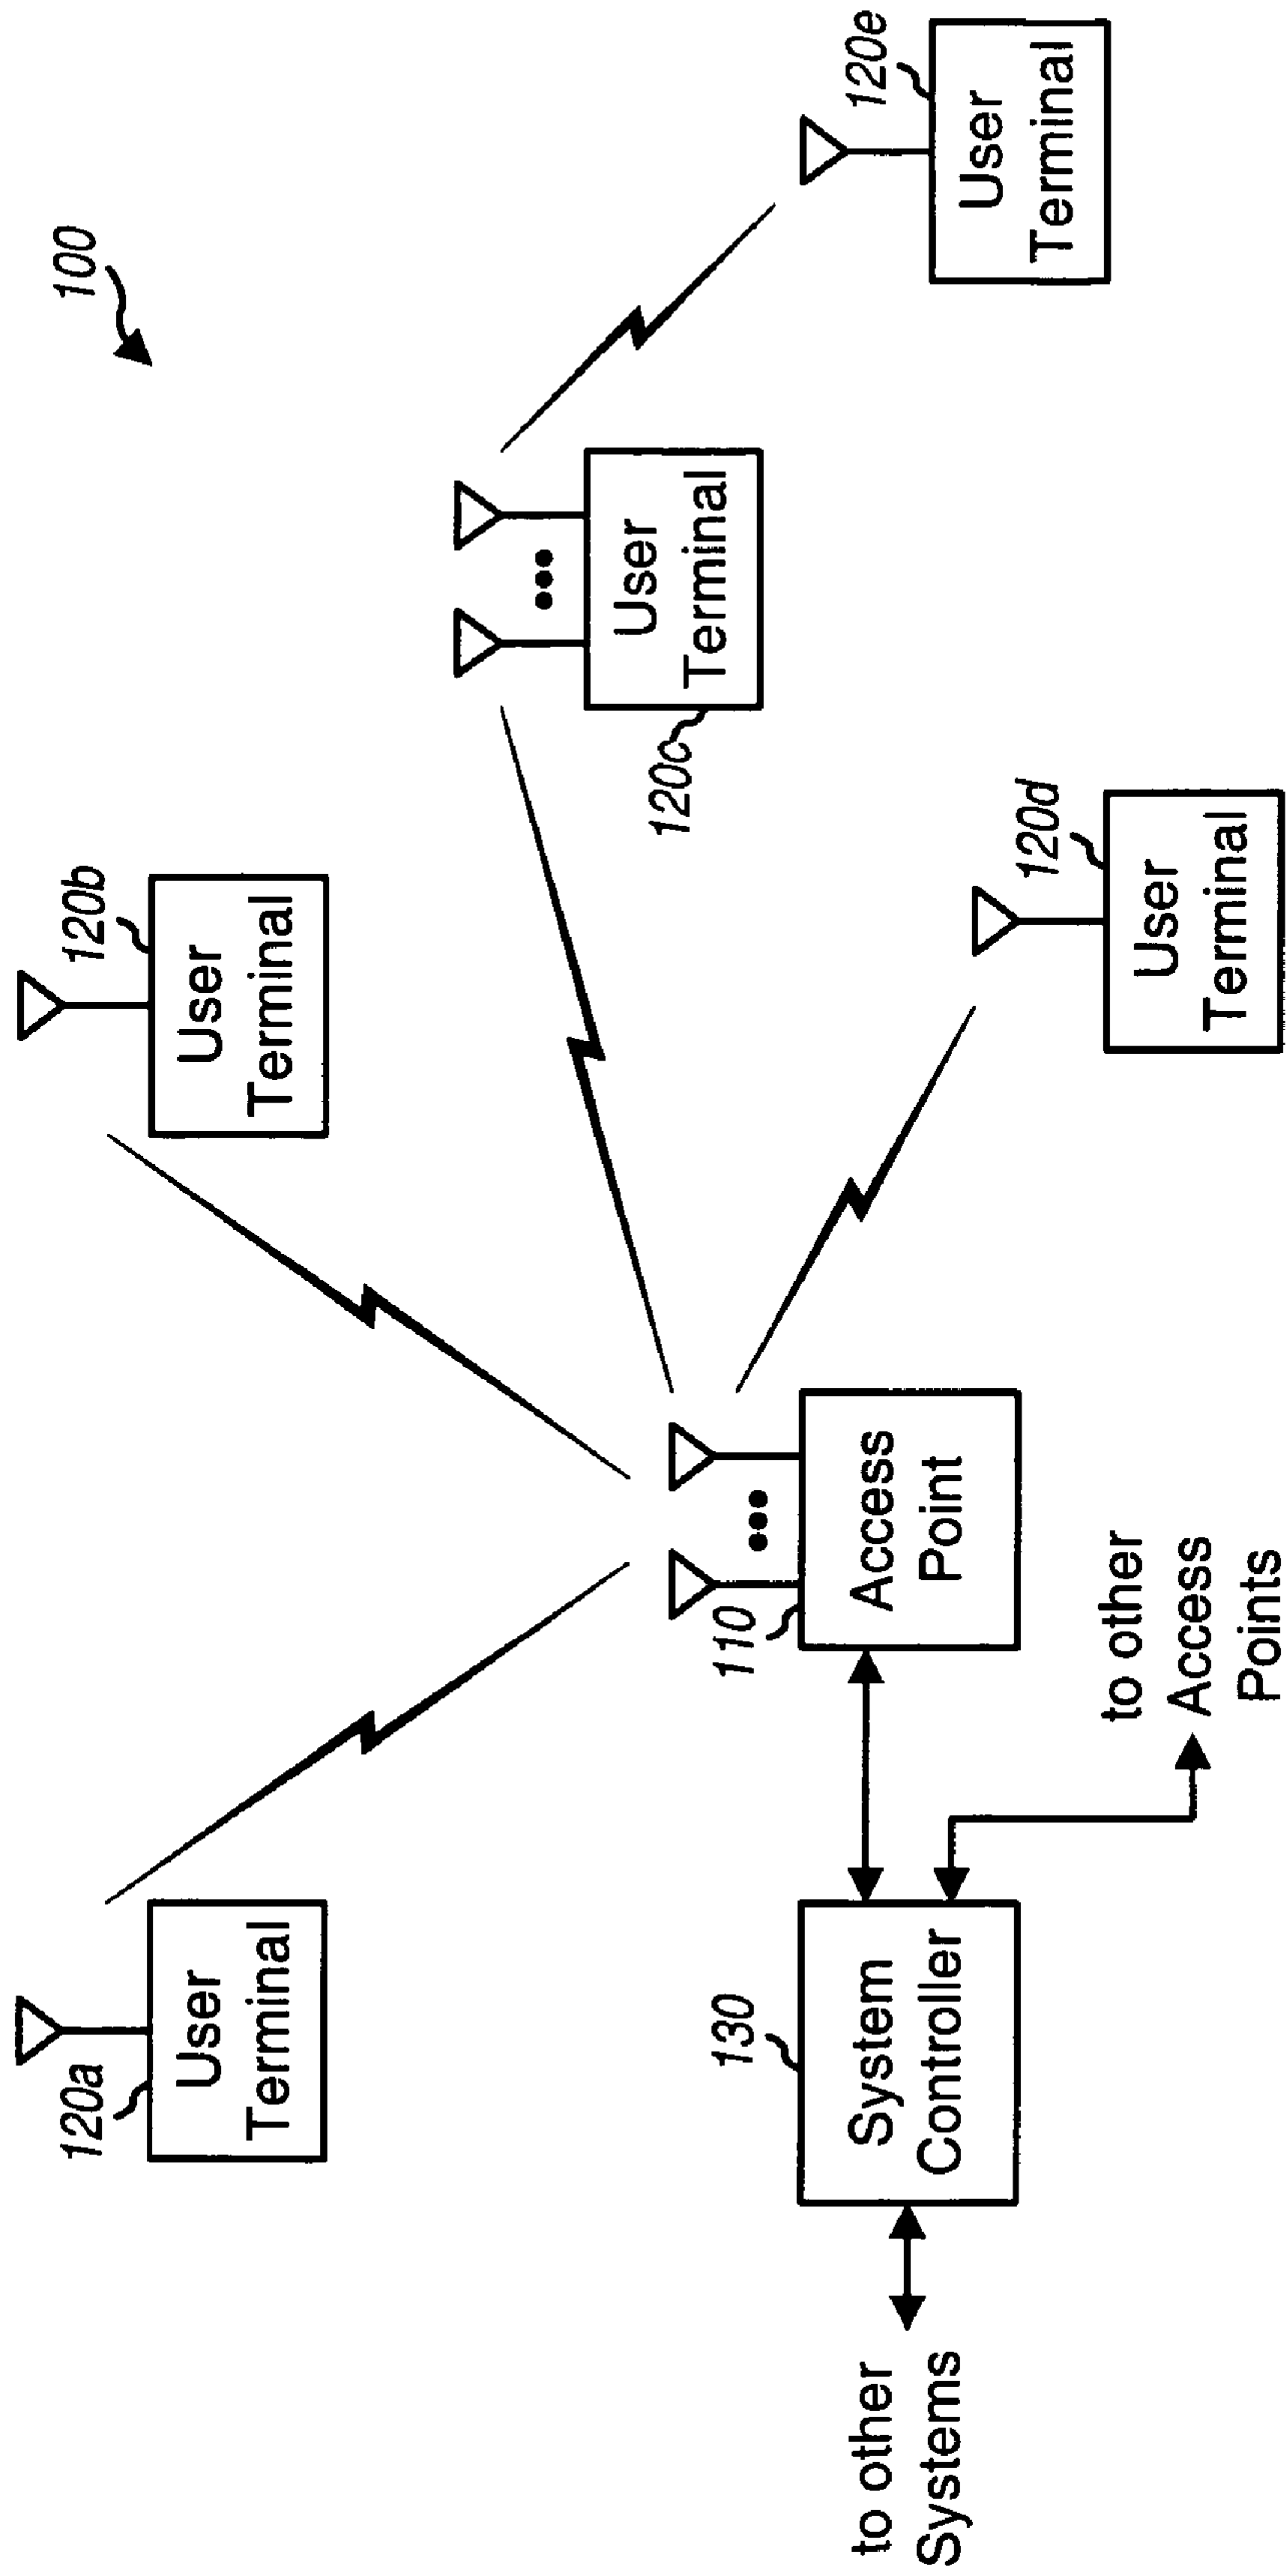 100
120a
User
Terminal
120b
User
Terminal
120c
User
Terminal
120e
User
Terminal
120d
User
Terminal
110
Access
Point
130
System
Controller
to other
Systems
to other
Access
Points